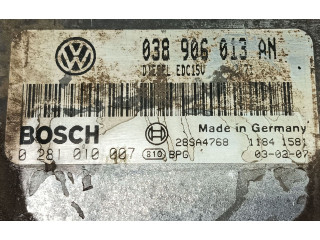 038 906 013 AN
DIESEL EDC15V
BOSCH
Made in Germany
28SA4768 1184 1581
0 281 010 007 810 BPG 03-02-07